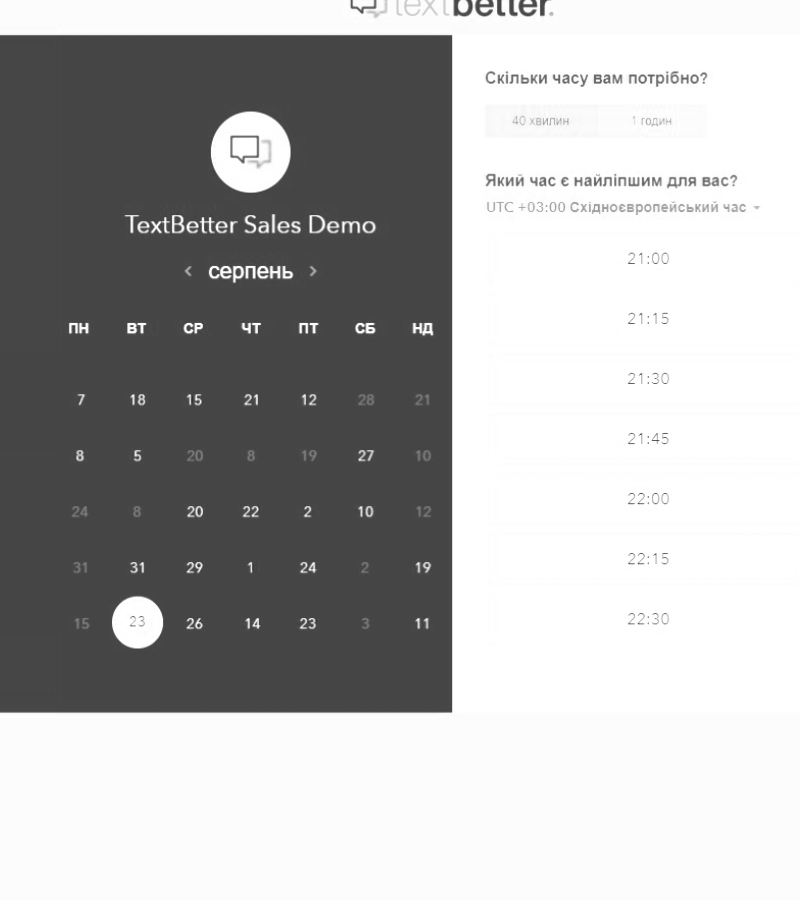 textbetter.
TextBetter Sales Demo
‹ серпень ›
ПН ВТ СР ЧТ ПТ СБ НД
7 18 15 21 12 28 21
8 5 20 8 19 27 10
24 8 20 22 2 10 12
31 31 29 1 24 2 19
15 23 26 14 23 3 11
Скільки часу вам потрібно?
40 хвилин 1 годин
Який час є найліпшим для вас?
UTC +03:00 Східноєвропейський час
21:00
21:15
21:30
21:45
22:00
22:15
22:30